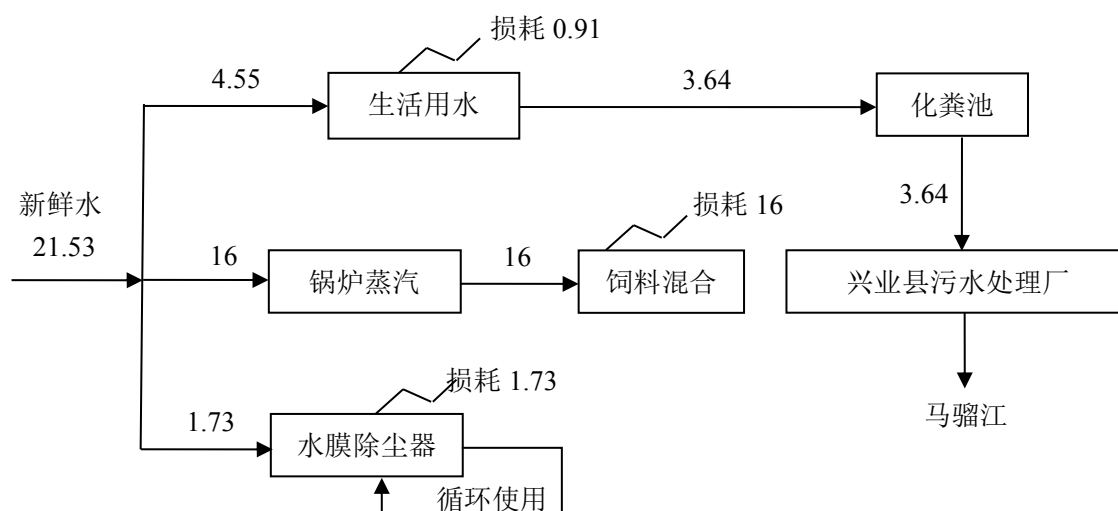 损耗 0.91
4.55
生活用水
3.64
化粪池
3.64
新鲜水
21.53
16
锅炉蒸汽
16
损耗 16
饲料混合
兴业县污水处理厂
马骝江
1.73
损耗 1.73
水膜除尘器
循环使用